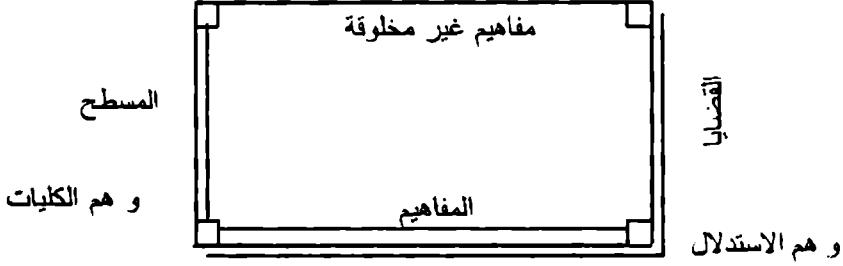 مفاهيم غير مخلوقة
القضايا
المسطح
و هم الكليات
المفاهيم
و هم الاستدلال